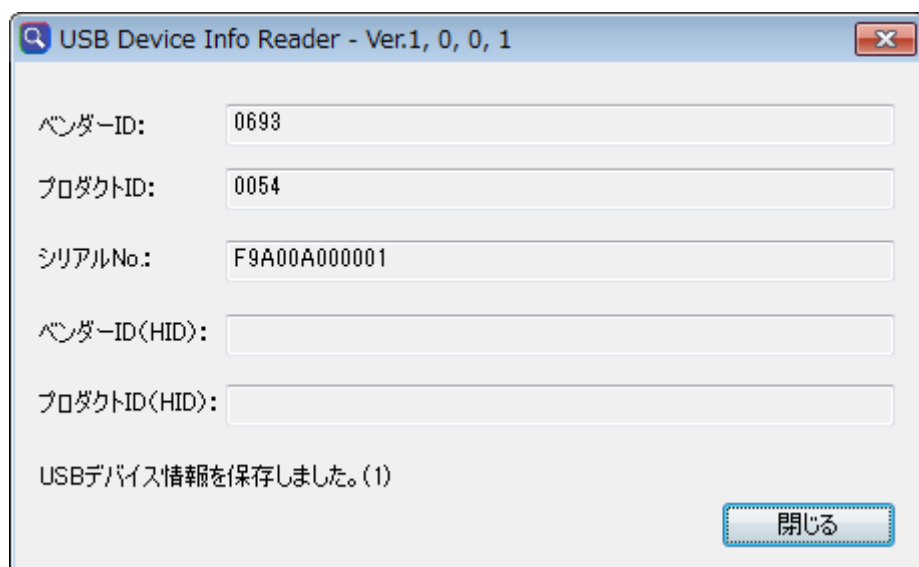 USB Device Info Reader - Ver.1, 0, 0, 1
ベンダーID: 0693
プロダクトID: 0054
シリアルNo.: F9A00A000001
ベンダーID(HID):
プロダクトID(HID):
USBデバイス情報を保存しました。(1)
閉じる